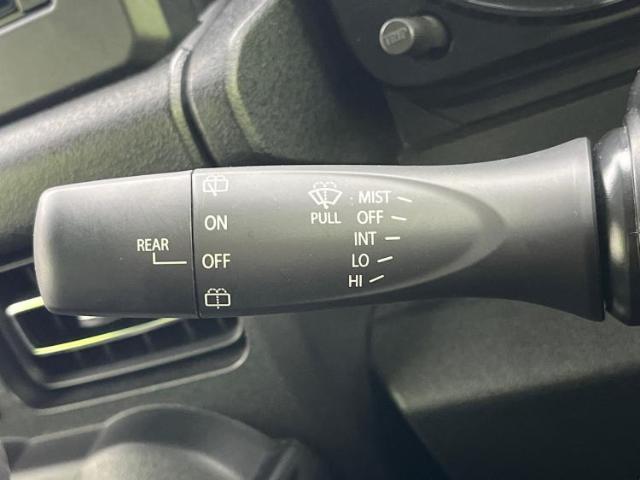 REAR
ON
OFF
PULL
: MIST
OFF
INT
LO
HI